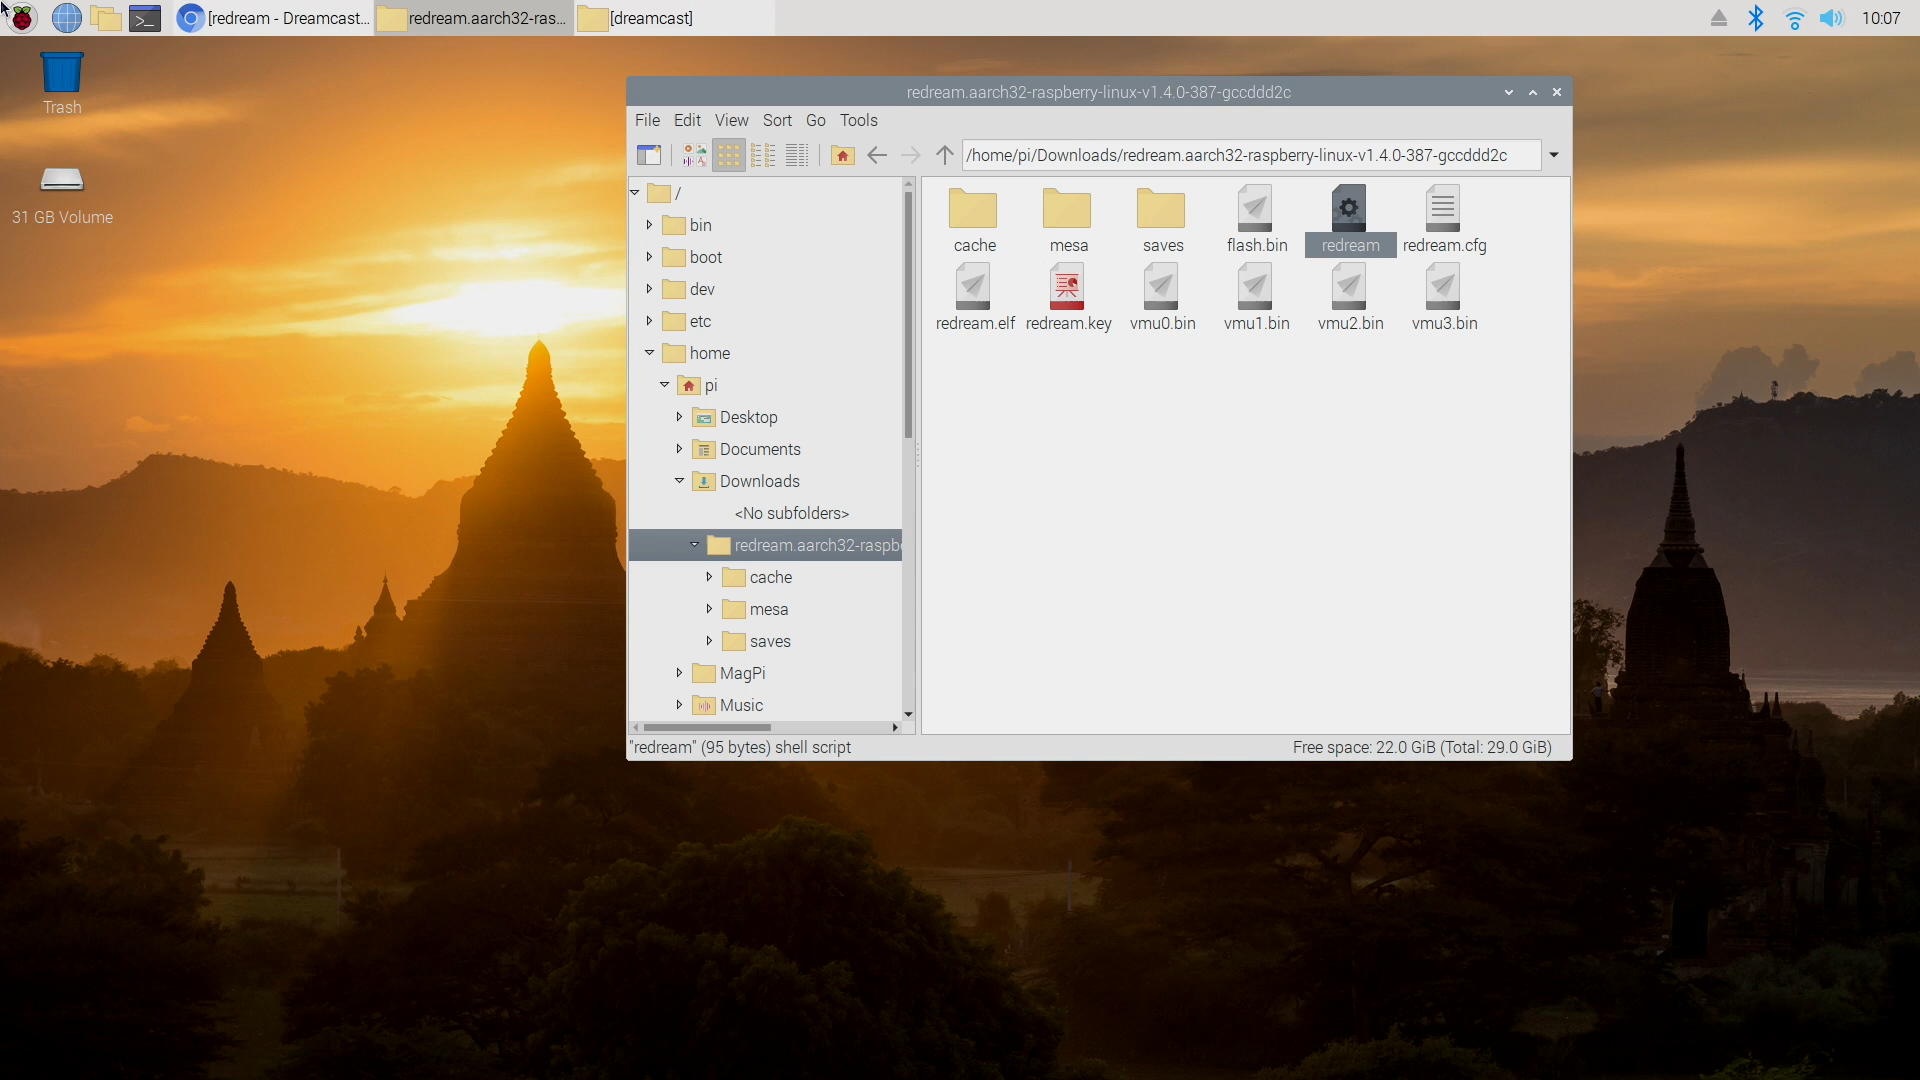 [redream - Dreamcast... redream.aarch32-ras... [dreamcast] 10:07
Trash
31 GB Volume
redream.aarch32-raspberry-linux-v1.4.0-387-gccddd2c
File Edit View Sort Go Tools
/home/pi/Downloads/redream.aarch32-raspberry-linux-v1.4.0-387-gccddd2c
/
bin
boot
dev
etc
home
pi
Desktop
Documents
Downloads
<No subfolders>
redream.aarch32-raspbe
cache
mesa
saves
MagPi
Music
cache mesa saves flash.bin redream redream.cfg
redream.elf redream.key vmu0.bin vmu1.bin vmu2.bin vmu3.bin
"redream" (95 bytes) shell script Free space: 22.0 GiB (Total: 29.0 GiB)